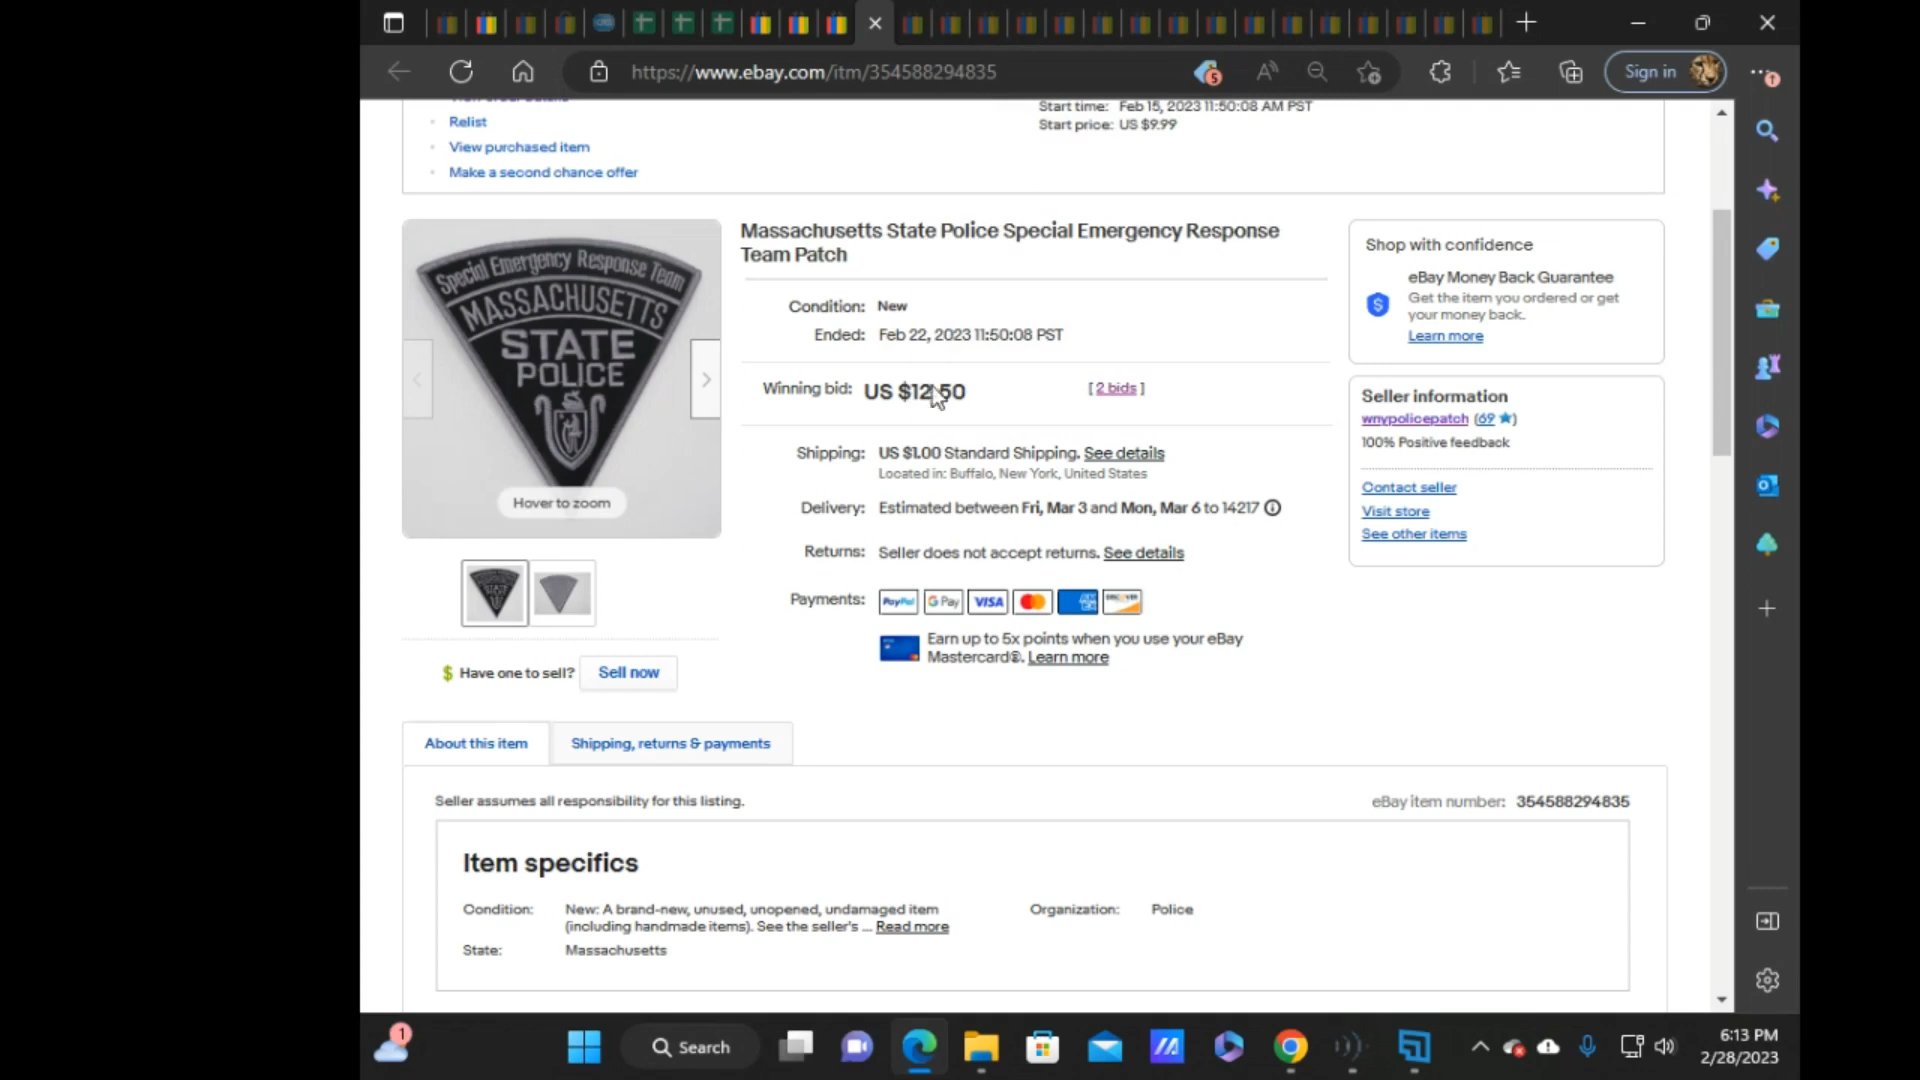 5
https://www.ebay.com/itm/354588294835
Sign in
Relist
View purchased item
Make a second chance offer
Start time: Feb 15, 2023 11:50:08 AM PST
Start price: US $9.99
Special Emergency Response Team
MASSACHUSETTS
STATE
POLICE
Hover to zoom
Have one to sell?
Sell now
Massachusetts State Police Special Emergency Response
Team Patch
Condition: New
Ended: Feb 22, 2023 11:50:08 PST
Winning bid: US $12.50 [ 2 bids ]
Shipping: US $1.00 Standard Shipping. See details
Located in: Buffalo, New York, United States
Delivery: Estimated between Fri, Mar 3 and Mon, Mar 6 to 14217
Returns: Seller does not accept returns. See details
Payments: PayPal G Pay VISA DISCOVER
Earn up to 5x points when you use your eBay
Mastercard®. Learn more
Shop with confidence
eBay Money Back Guarantee
Get the item you ordered or get
your money back.
Learn more
Seller information
wnypolicepatch (69)
100% Positive feedback
Contact seller
Visit store
See other items
About this item
Shipping, returns & payments
Seller assumes all responsibility for this listing.
eBay item number: 354588294835
Item specifics
Condition: New: A brand-new, unused, unopened, undamaged item
(including handmade items). See the seller's ... Read more
Organization: Police
State: Massachusetts
1
Search
6:13 PM
2/28/2023